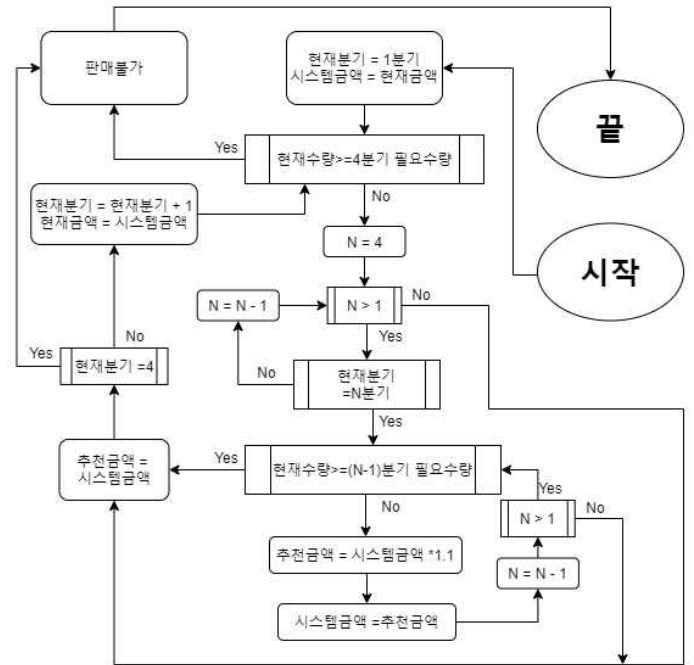 판매불가
현재분기 = 1분기
시스템금액 = 현재금액
끝
Yes
현재수량>=4분기 필요수량
No
현재분기 = 현재분기 + 1
현재금액 = 시스템금액
N = 4
시작
N = N - 1
N > 1
No
Yes
No
Yes
현재분기 =4
No
현재분기
=N분기
Yes
추천금액 =
시스템금액
Yes
현재수량>=(N-1)분기 필요수량
Yes
No
N > 1
No
추천금액 = 시스템금액 *1.1
N = N - 1
시스템금액 =추천금액